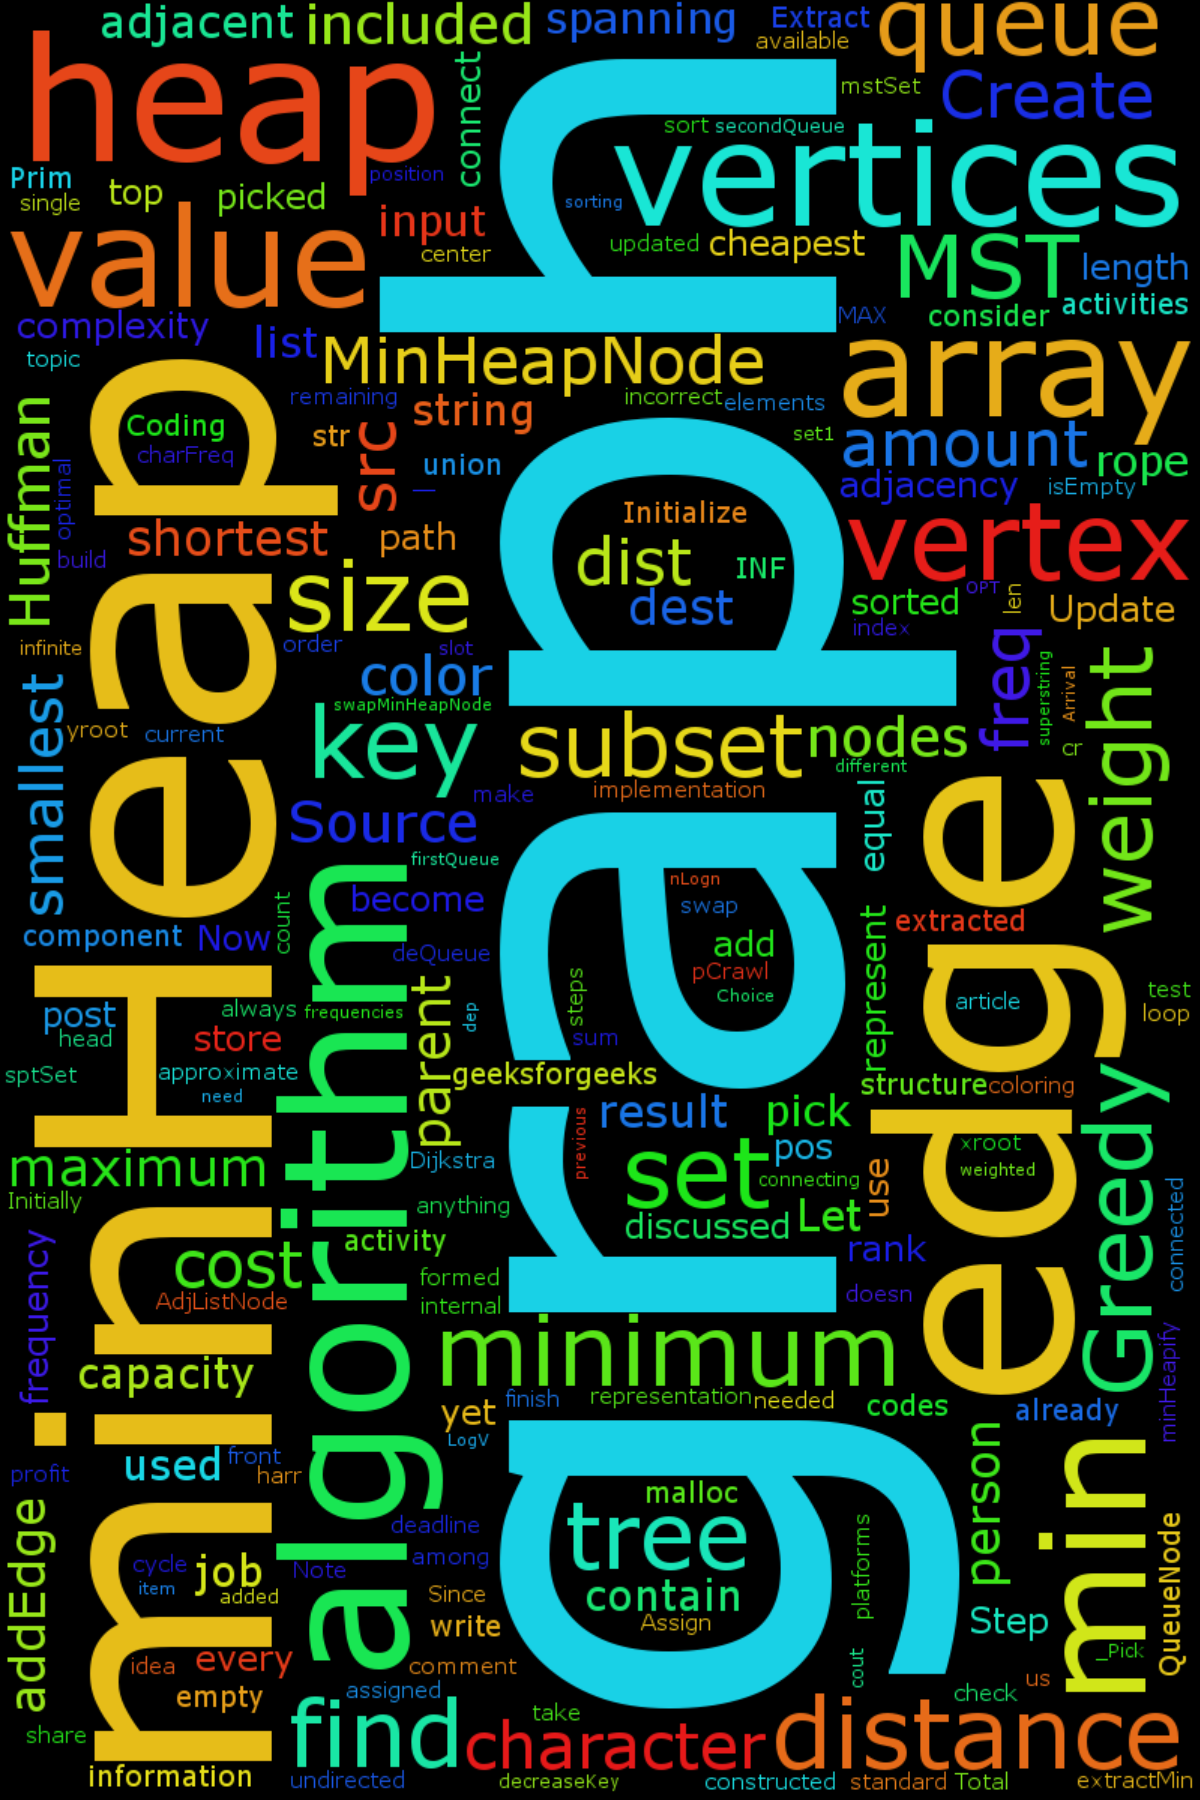 adjacent
included
spanning
Extract
available
queue
heap
connect
mstSet
Create
sort
secondQueue
vertices
Prim
single
top
picked
position
sorting
input
center
updated
cheapest
MST
length
activities
value
complexity
topic
list
MAX
consider
MinHeapNode
array
remaining
incorrect
elements
string
Coding
charFreq
str
src
union
—
set1
amount
rope
Huffman
optimal
adjacency
isEmpty
shortest
path
Initialize
vertex
build
dist
INF
dest
size
sorted
OPT
len
Update
index
infinite
order
slot
color
freq
superstring
Arrival
cr
weight
smallest
yroot
current
swapMinHeapNode
key
subset
nodes
different
make
implementation
Source
equal
firstQueue
become
nLogn
swap
extracted
edge
component
Now
count
deQueue
add
pCrawl
Choice
represent
minHeap
algorithm
graph
article
test
loop
post
head
always
frequencies
parent
dep
steps
sum
store
sptSet
approximate
need
geeksforgeeks
structure
coloring
result
pick
previous
pos
xroot
weighted
Greedy
maximum
Initially
Dijkstra
set
connecting
use
anything
discussed
Let
connected
activity
rank
cost
AdjListNode
formed
internal
doesn
frequency
minimum
minHeapify
capacity
finish
representation
needed
yet
LogV
codes
already
used
front
harr
profit
person
min
malloc
tree
contain
Assign
platforms
deadline
among
addEdge
cycle
item
job
added
Note
Since
write
Step
QueueNode
_Pick
idea
every
empty
comment
cout
us
check
assigned
share
find
take
character
distance
information
undirected
decreaseKey
constructed
standard
Total
extractMin